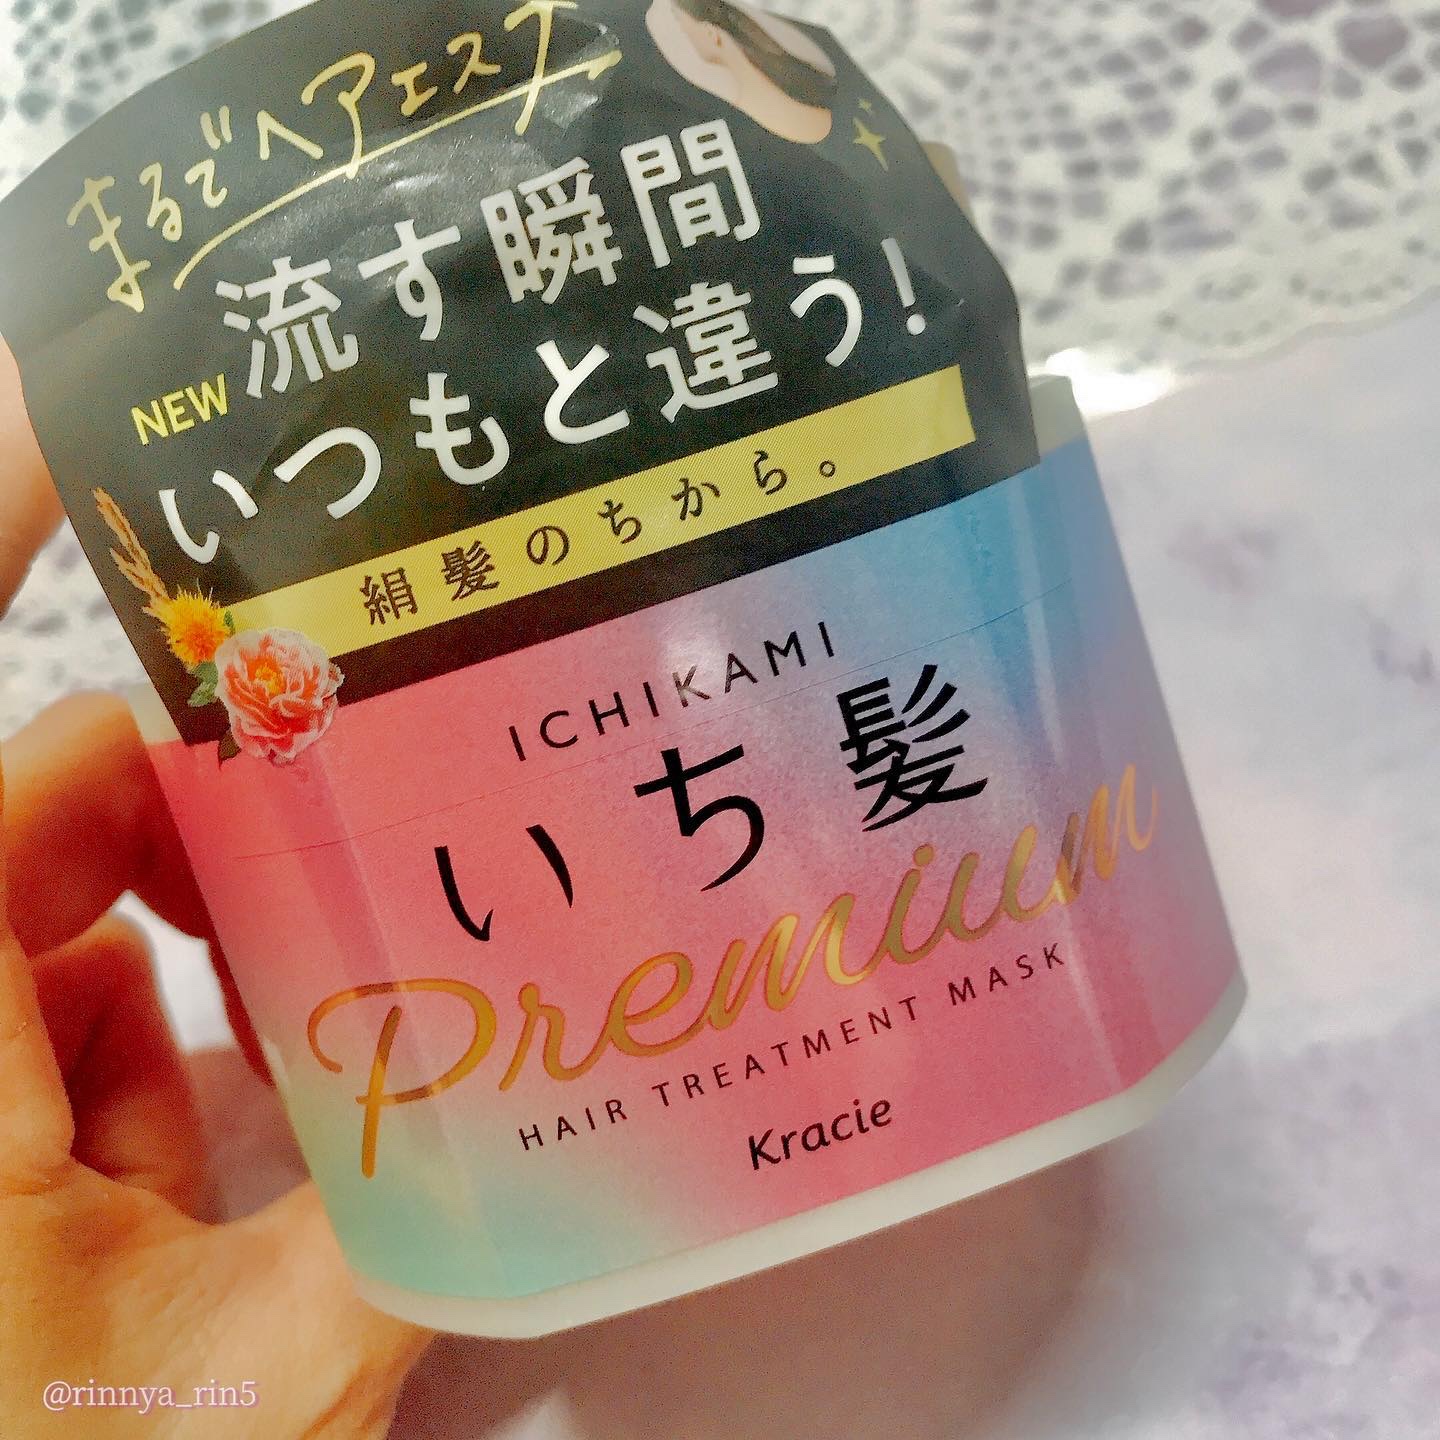 まるでヘアエステ
流す瞬間
NEW
いつもと違う!
絹髪のちから。
ICHIKAMI
いち髪
Premium
HAIR TREATMENT MASK
Kracie
@rinnya_rin5